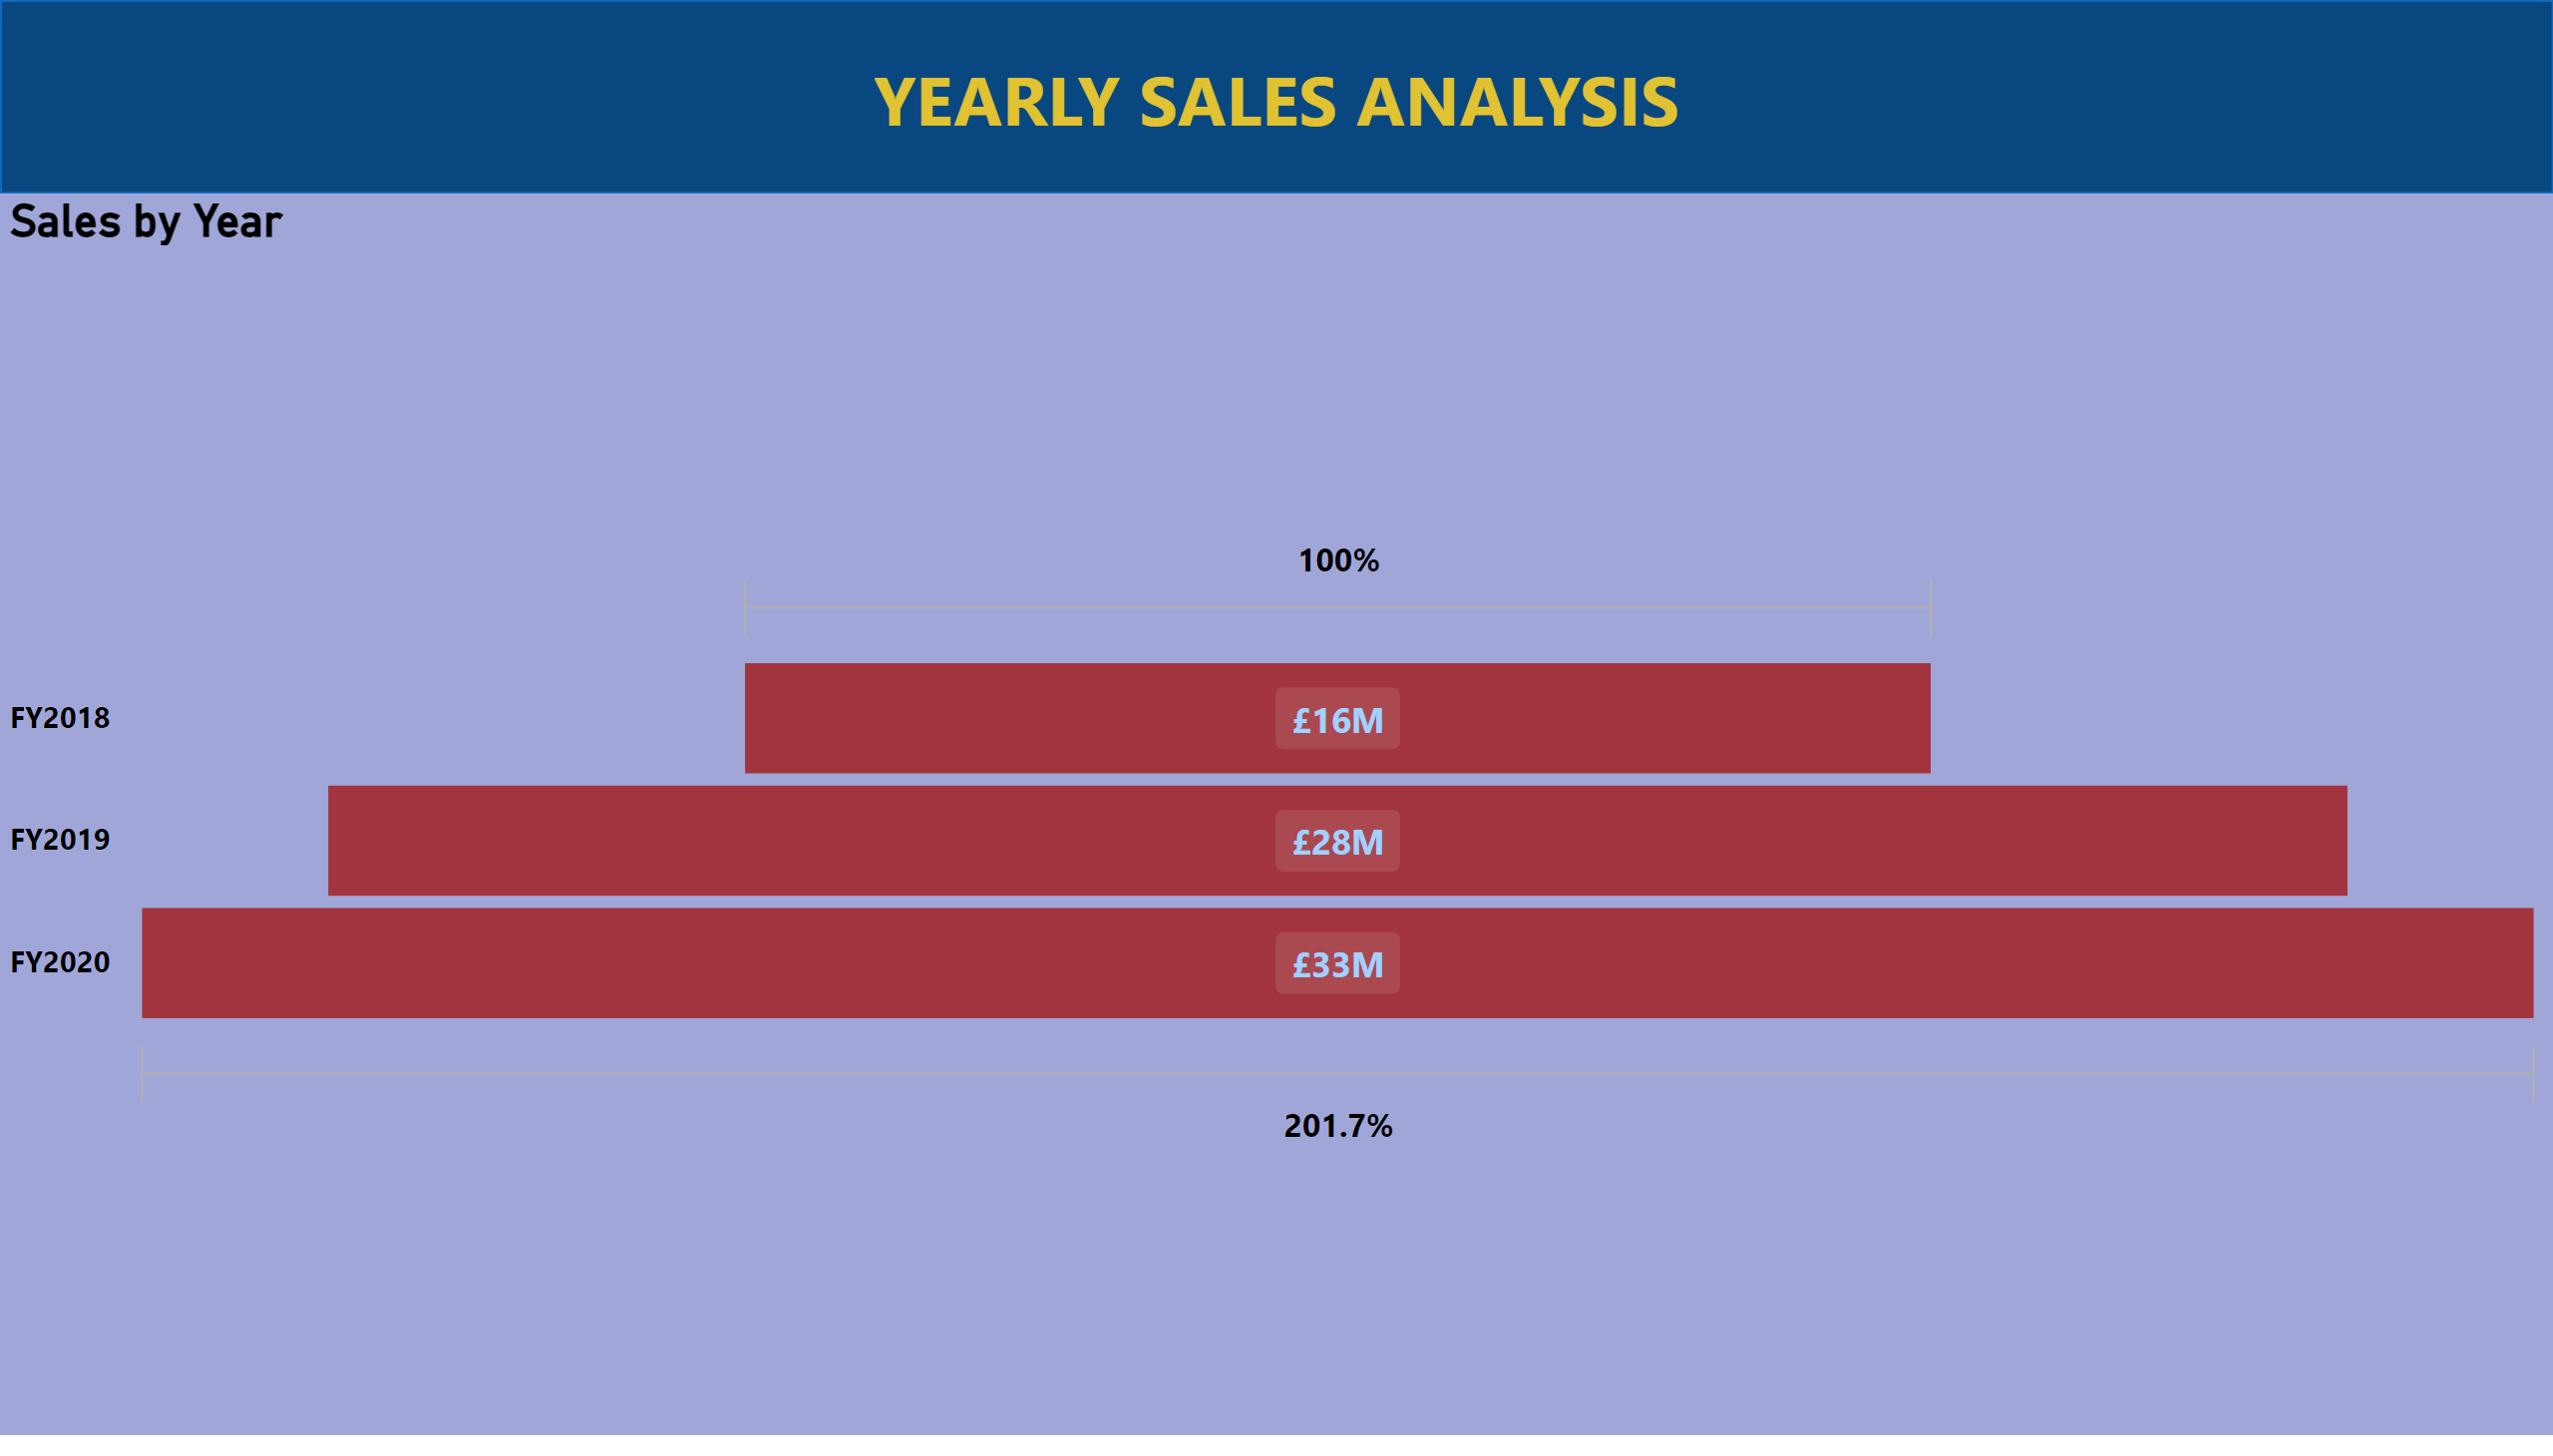 YEARLY SALES ANALYSIS
Sales by Year
100%
FY2018 £16M
FY2019 £28M
FY2020 £33M
201.7%